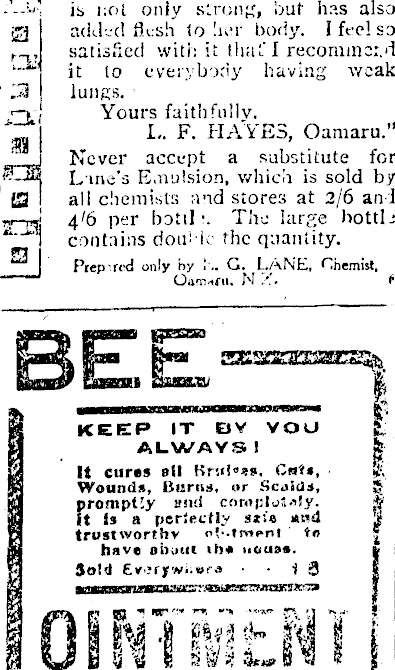 is not only strong, but has also
added flesh to her body. I feel so
satisfied with it that I recommend
it to everybody having weak
lungs.
Yours faithfully,
L. F. HAYES, Oamaru."
Never accept a substitute for
Lane's Emulsion, which is sold by
all chemists and stores at 2/6 and
4/6 per bottle. The large bottle
contains double the quantity.
Prepared only by E. G. LANE, Chemist,
Oamaru, N.Z. 6
BEE
KEEP IT BY YOU
ALWAYS!
It cures all Bruises, Cuts,
Wounds, Burns, or Scalds,
promptly and completely.
It is a perfectly safe and
trustworthy ointment to
have about the house.
Sold Everywhere - -
OINTMENT